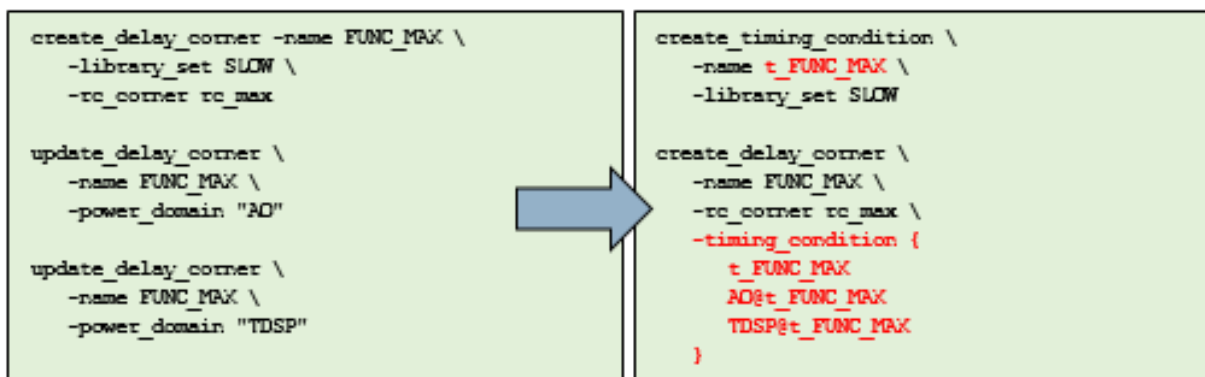 create_delay_corner -name FUNC_MAX \
-library_set SLOW \
-rc_corner rc_max
update_delay_corner \
-name FUNC_MAX \
-power_domain "AO"
update_delay_corner \
-name FUNC_MAX \
-power_domain "TDSP"
create_timing_condition \
-name t_FUNC_MAX \
-library_set SLOW
create_delay_corner \
-name FUNC_MAX \
-rc_corner rc_max \
-timing_condition {
t_FUNC_MAX
AO@t_FUNC_MAX
TDSP@t_FUNC_MAX
}